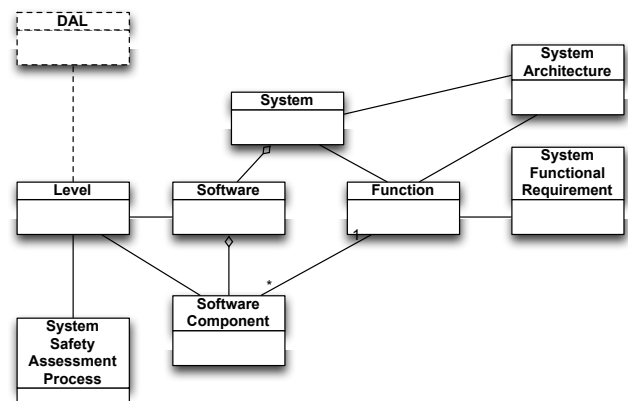 DAL
System
Architecture
System
System
Functional
Requirement
Level
Software
Function
1
*
Software
Component
System
Safety
Assessment
Process